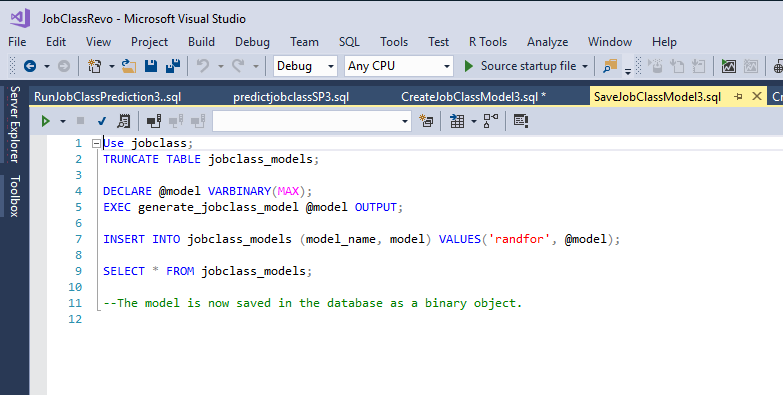 JobClassRevo - Microsoft Visual Studio
File Edit View Project Build Debug Team SQL Tools Test R Tools Analyze Window Help
Debug Any CPU Source startup file
RunJobClassPrediction3..sql predictjobclassSP3.sql CreateJobClassModel3.sql * SaveJobClassModel3.sql
Server Explorer
Toolbox
1 Use jobclass;
2 TRUNCATE TABLE jobclass_models;
3
4 DECLARE @model VARBINARY(MAX);
5 EXEC generate_jobclass_model @model OUTPUT;
6
7 INSERT INTO jobclass_models (model_name, model) VALUES('randfor', @model);
8
9 SELECT * FROM jobclass_models;
10
11 --The model is now saved in the database as a binary object.
12